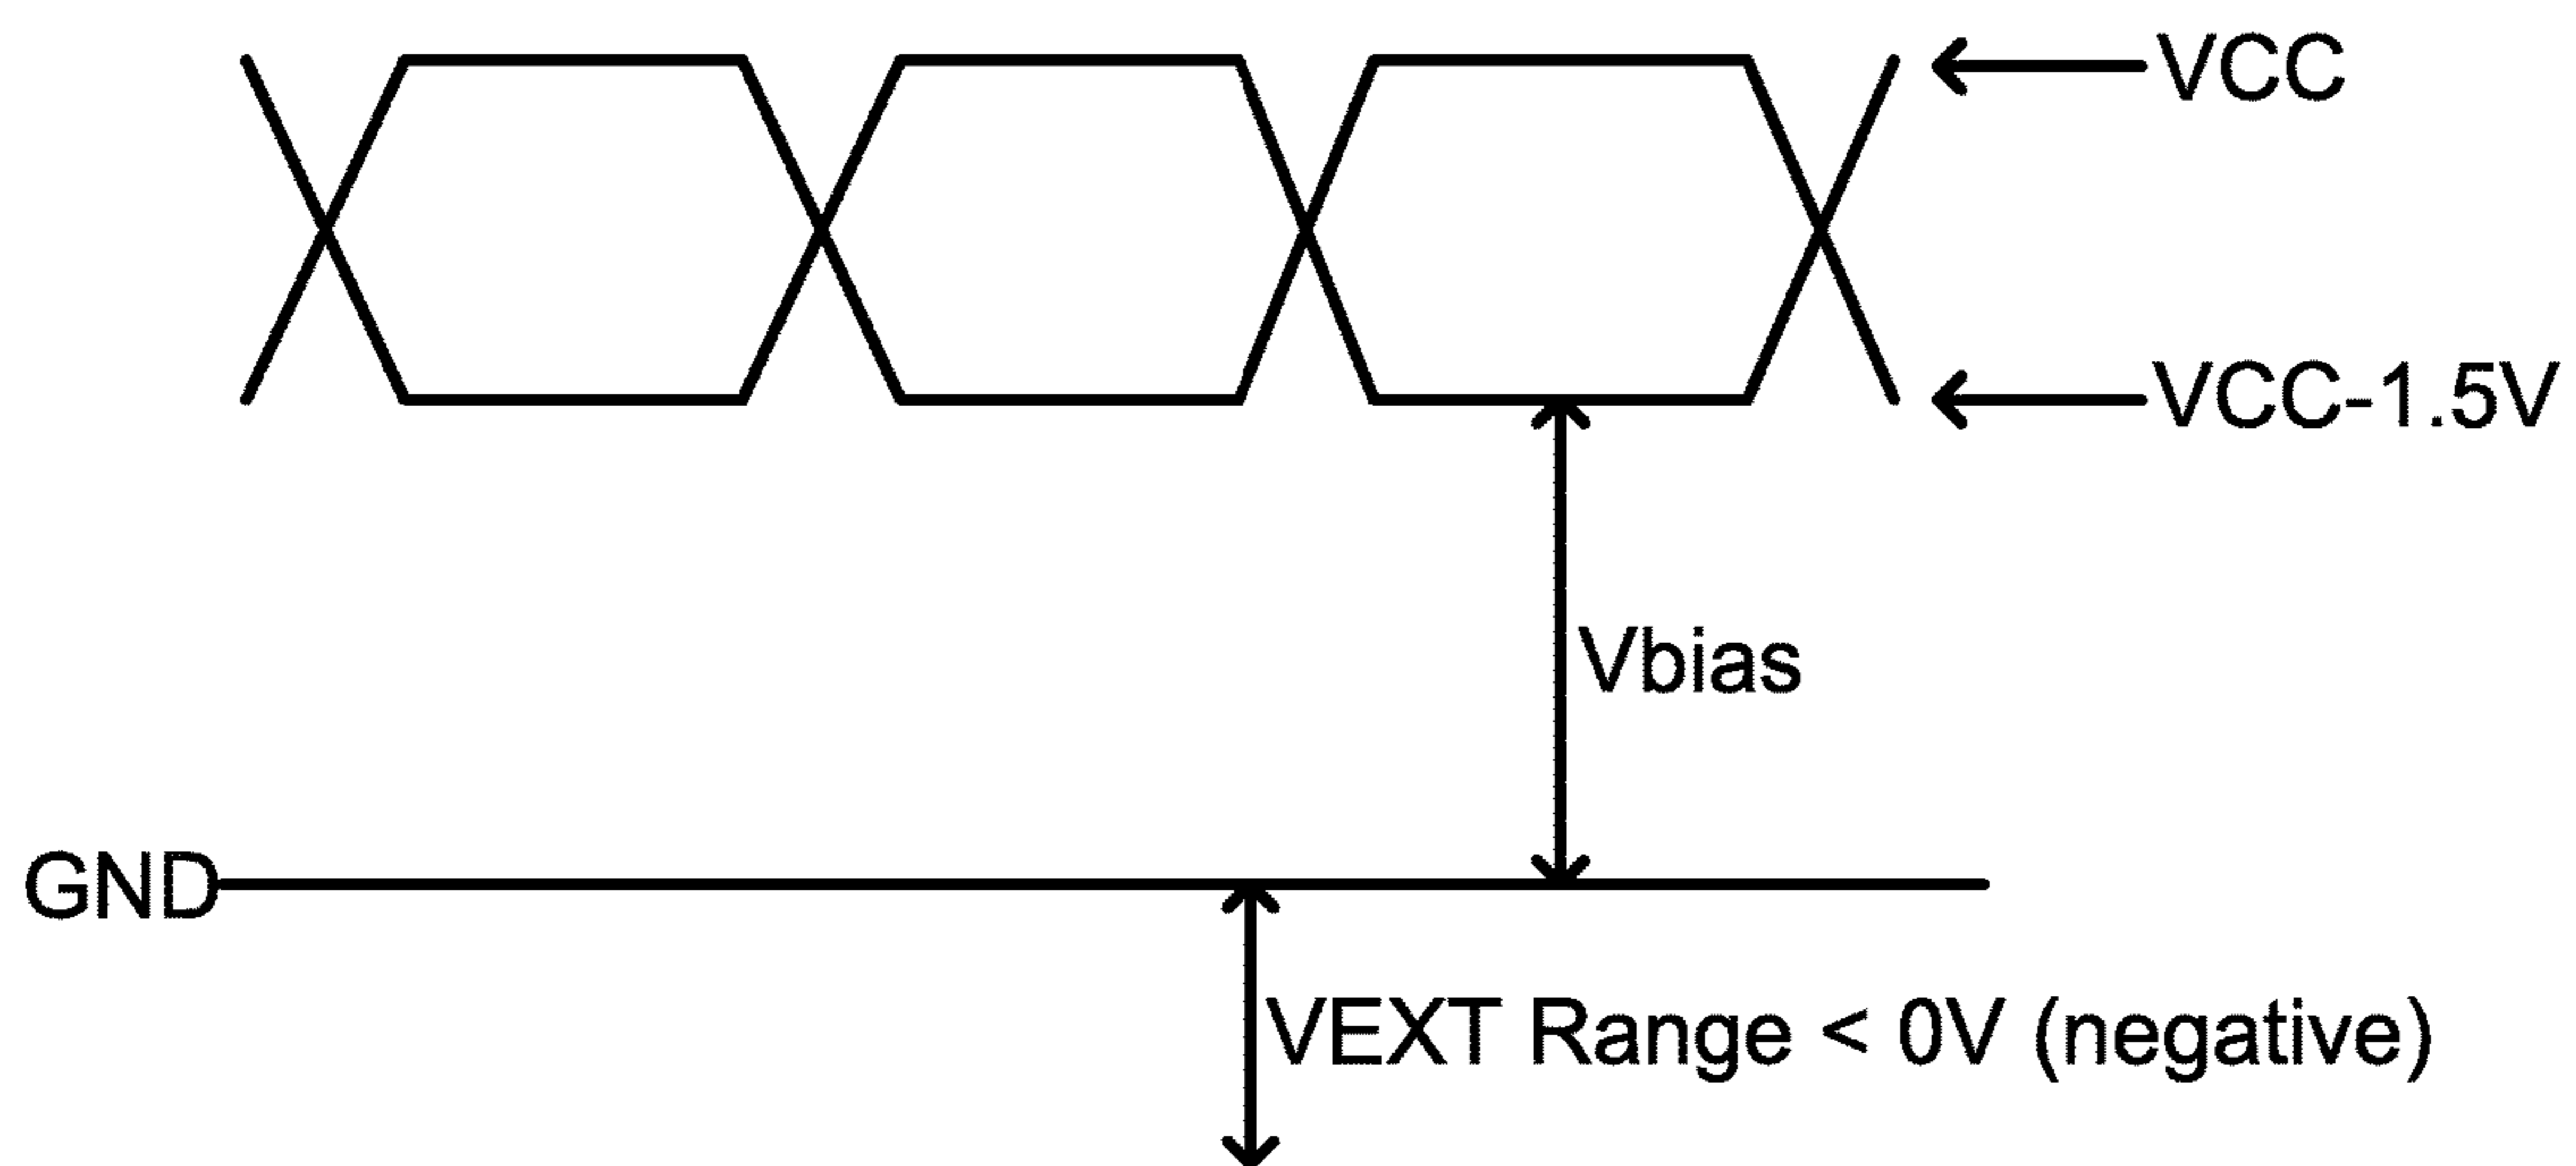 VCC
VCC-1.5V
Vbias
GND
VEXT Range < 0V (negative)